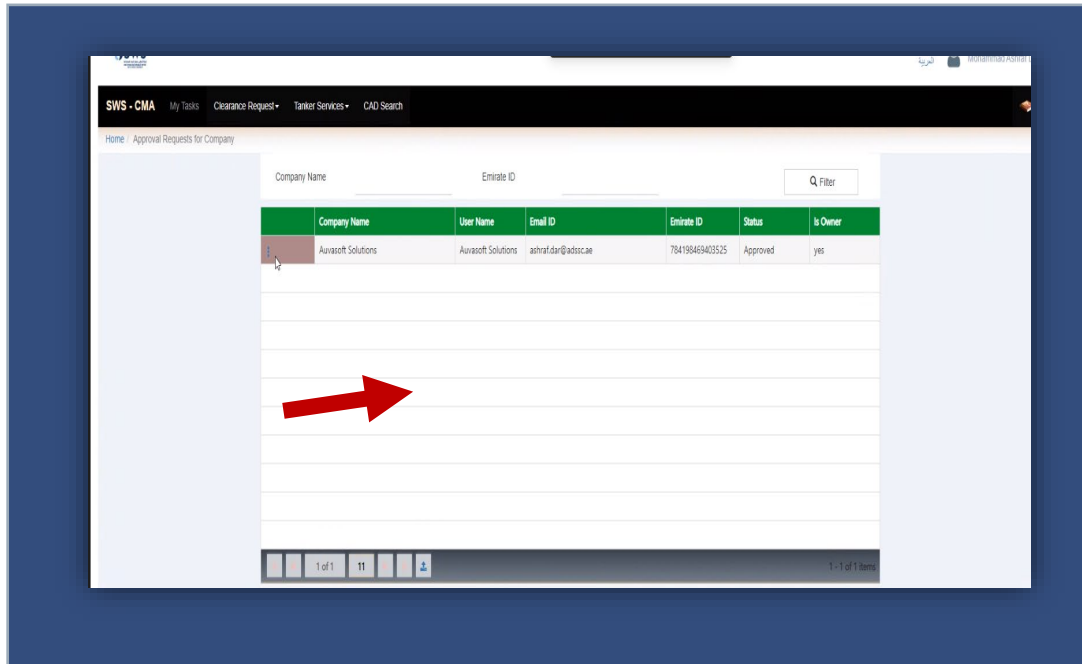 العربية
Mohammad Ashraf
SWS - CMA My Tasks Clearance Request Tanker Services CAD Search
Home / Approval Requests for Company
Company Name Emirate ID Filter
Company Name User Name Email ID Emirate ID Status Is Owner
Auvasoft Solutions Auvasoft Solutions ashraf.dar@adssc.ae 784198469403525 Approved yes
1 of 1 11 1 - 1 of 1 items